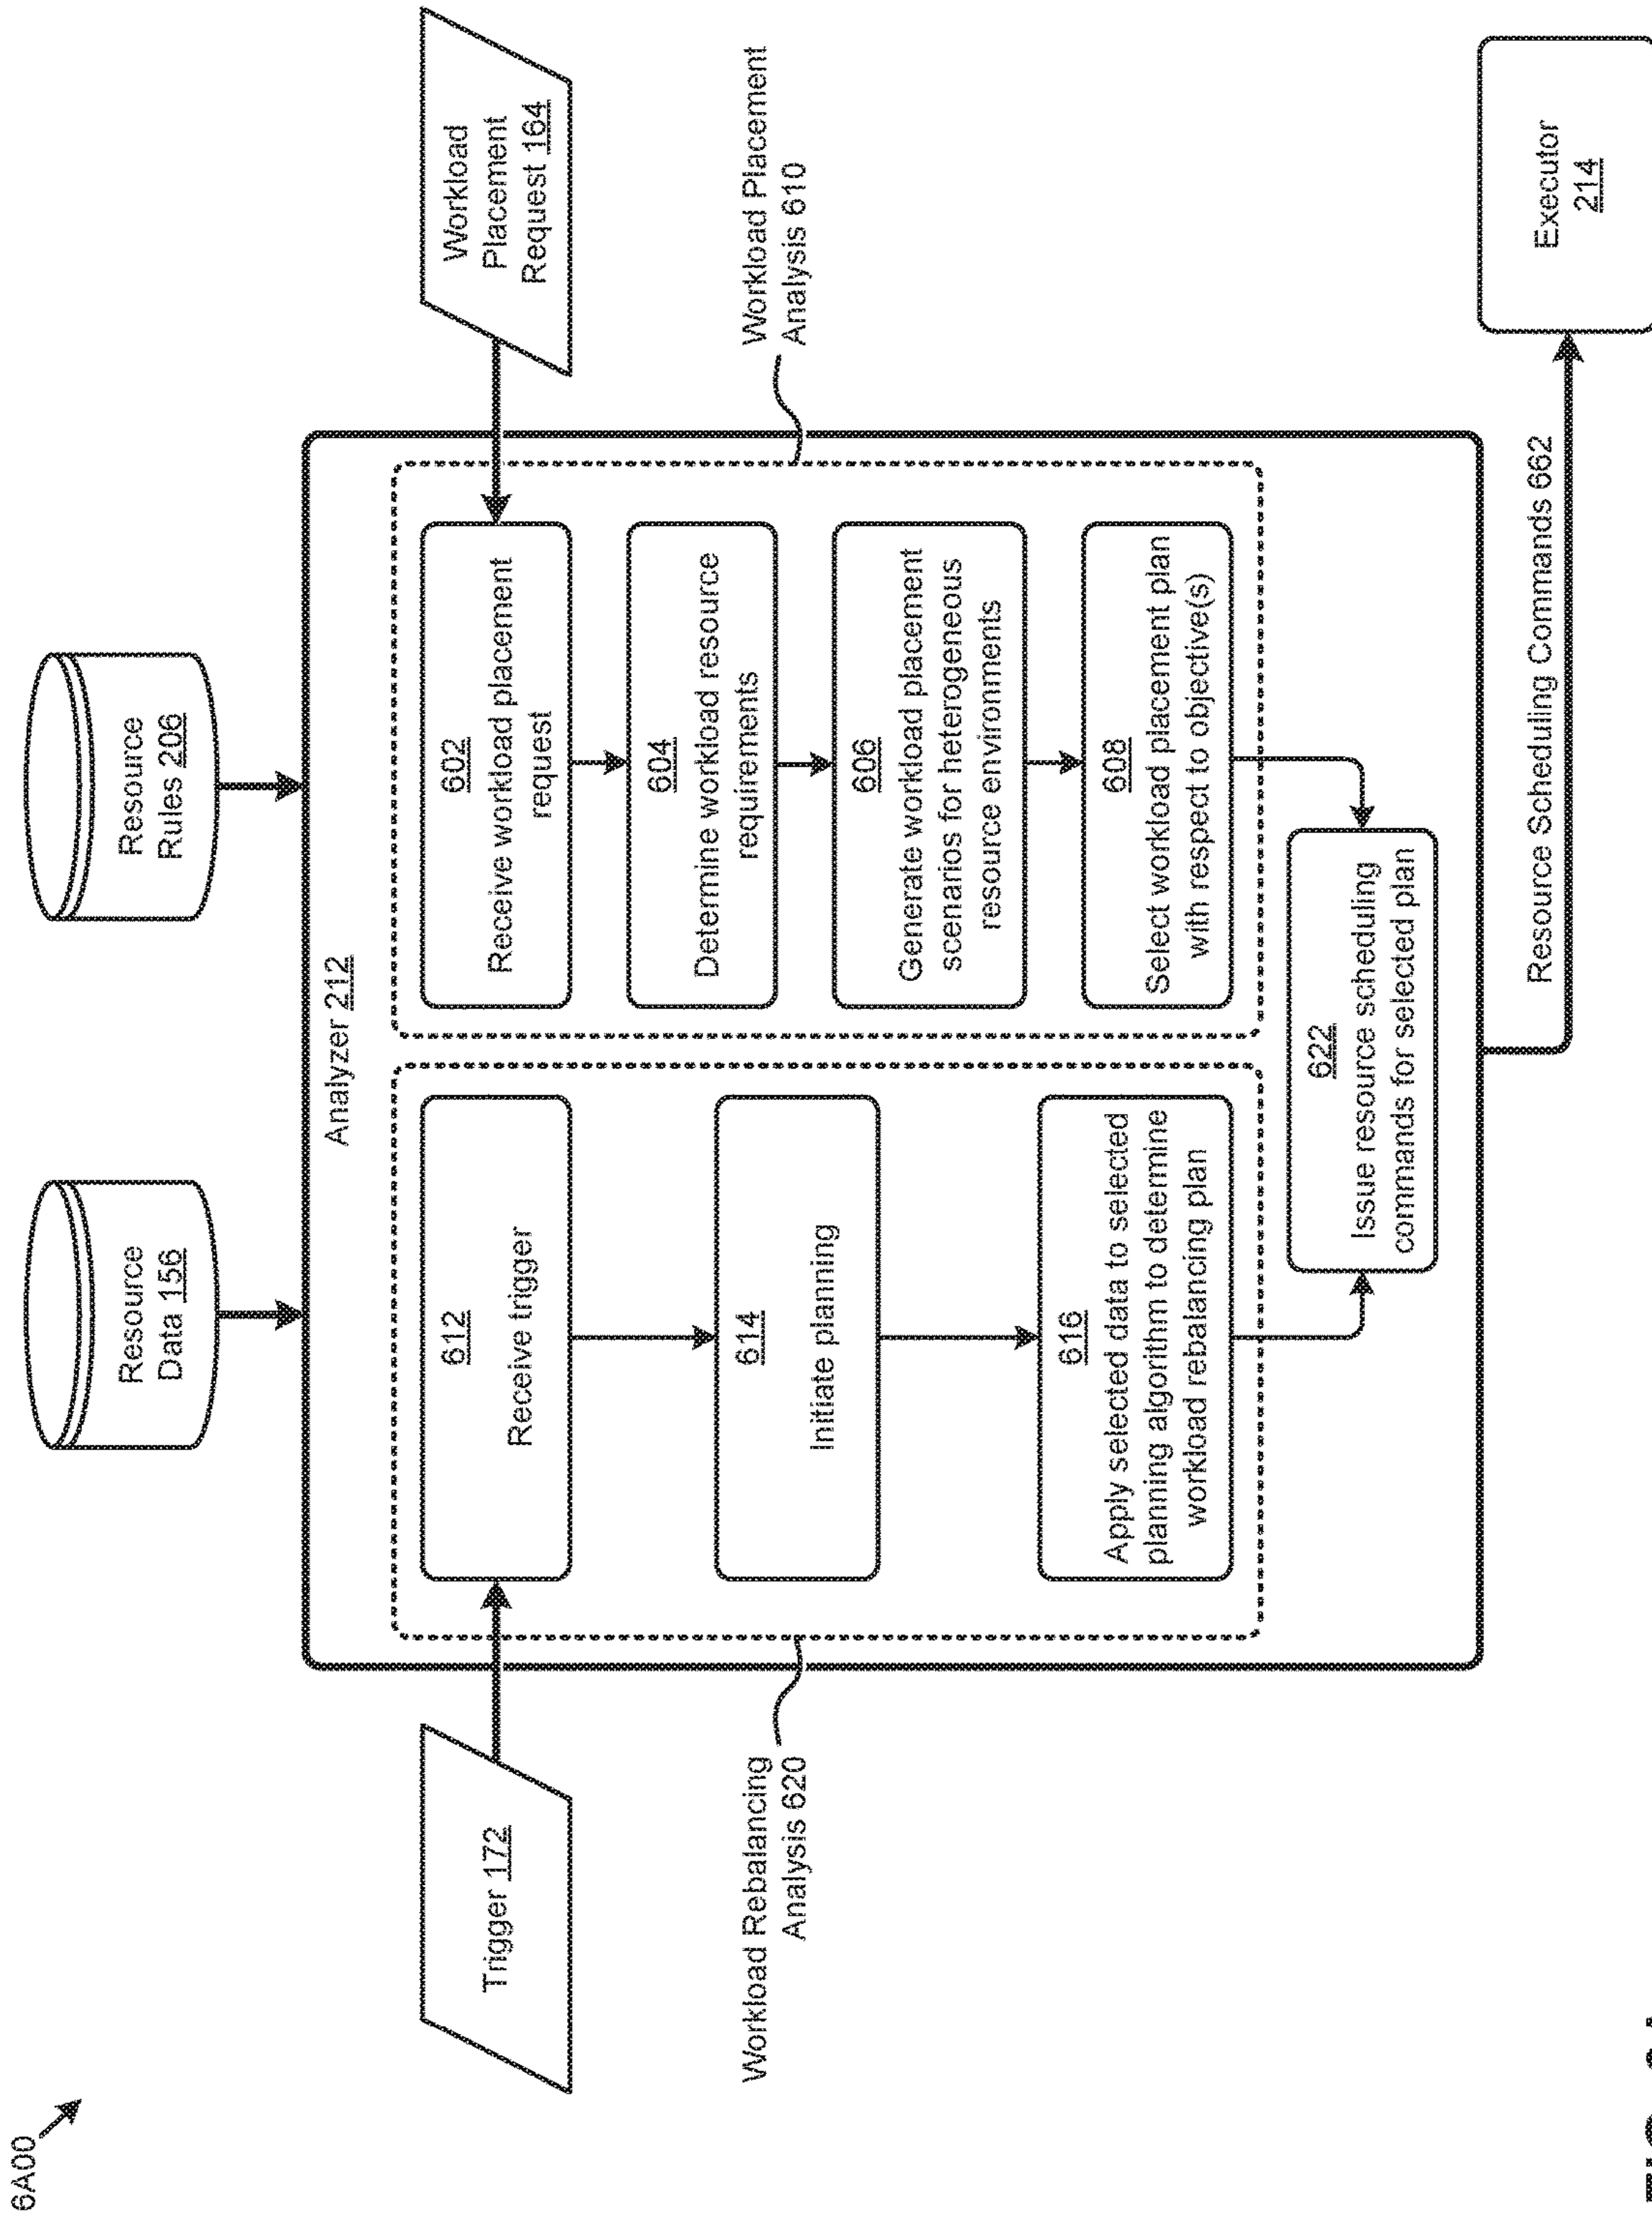 6A00
Resource
Data 156
Resource
Rules 206
Analyzer 212
Trigger 172
Workload
Placement
Request 164
Workload Rebalancing
Analysis 620
Workload Placement
Analysis 610
612
Receive trigger
614
Initiate planning
616
Apply selected data to selected
planning algorithm to determine
workload rebalancing plan
602
Receive workload placement
request
604
Determine workload resource
requirements
606
Generate workload placement
scenarios for heterogeneous
resource environments
608
Select workload placement plan
with respect to objective(s)
622
Issue resource scheduling
commands for selected plan
Resource Scheduling Commands 662
Executor
214